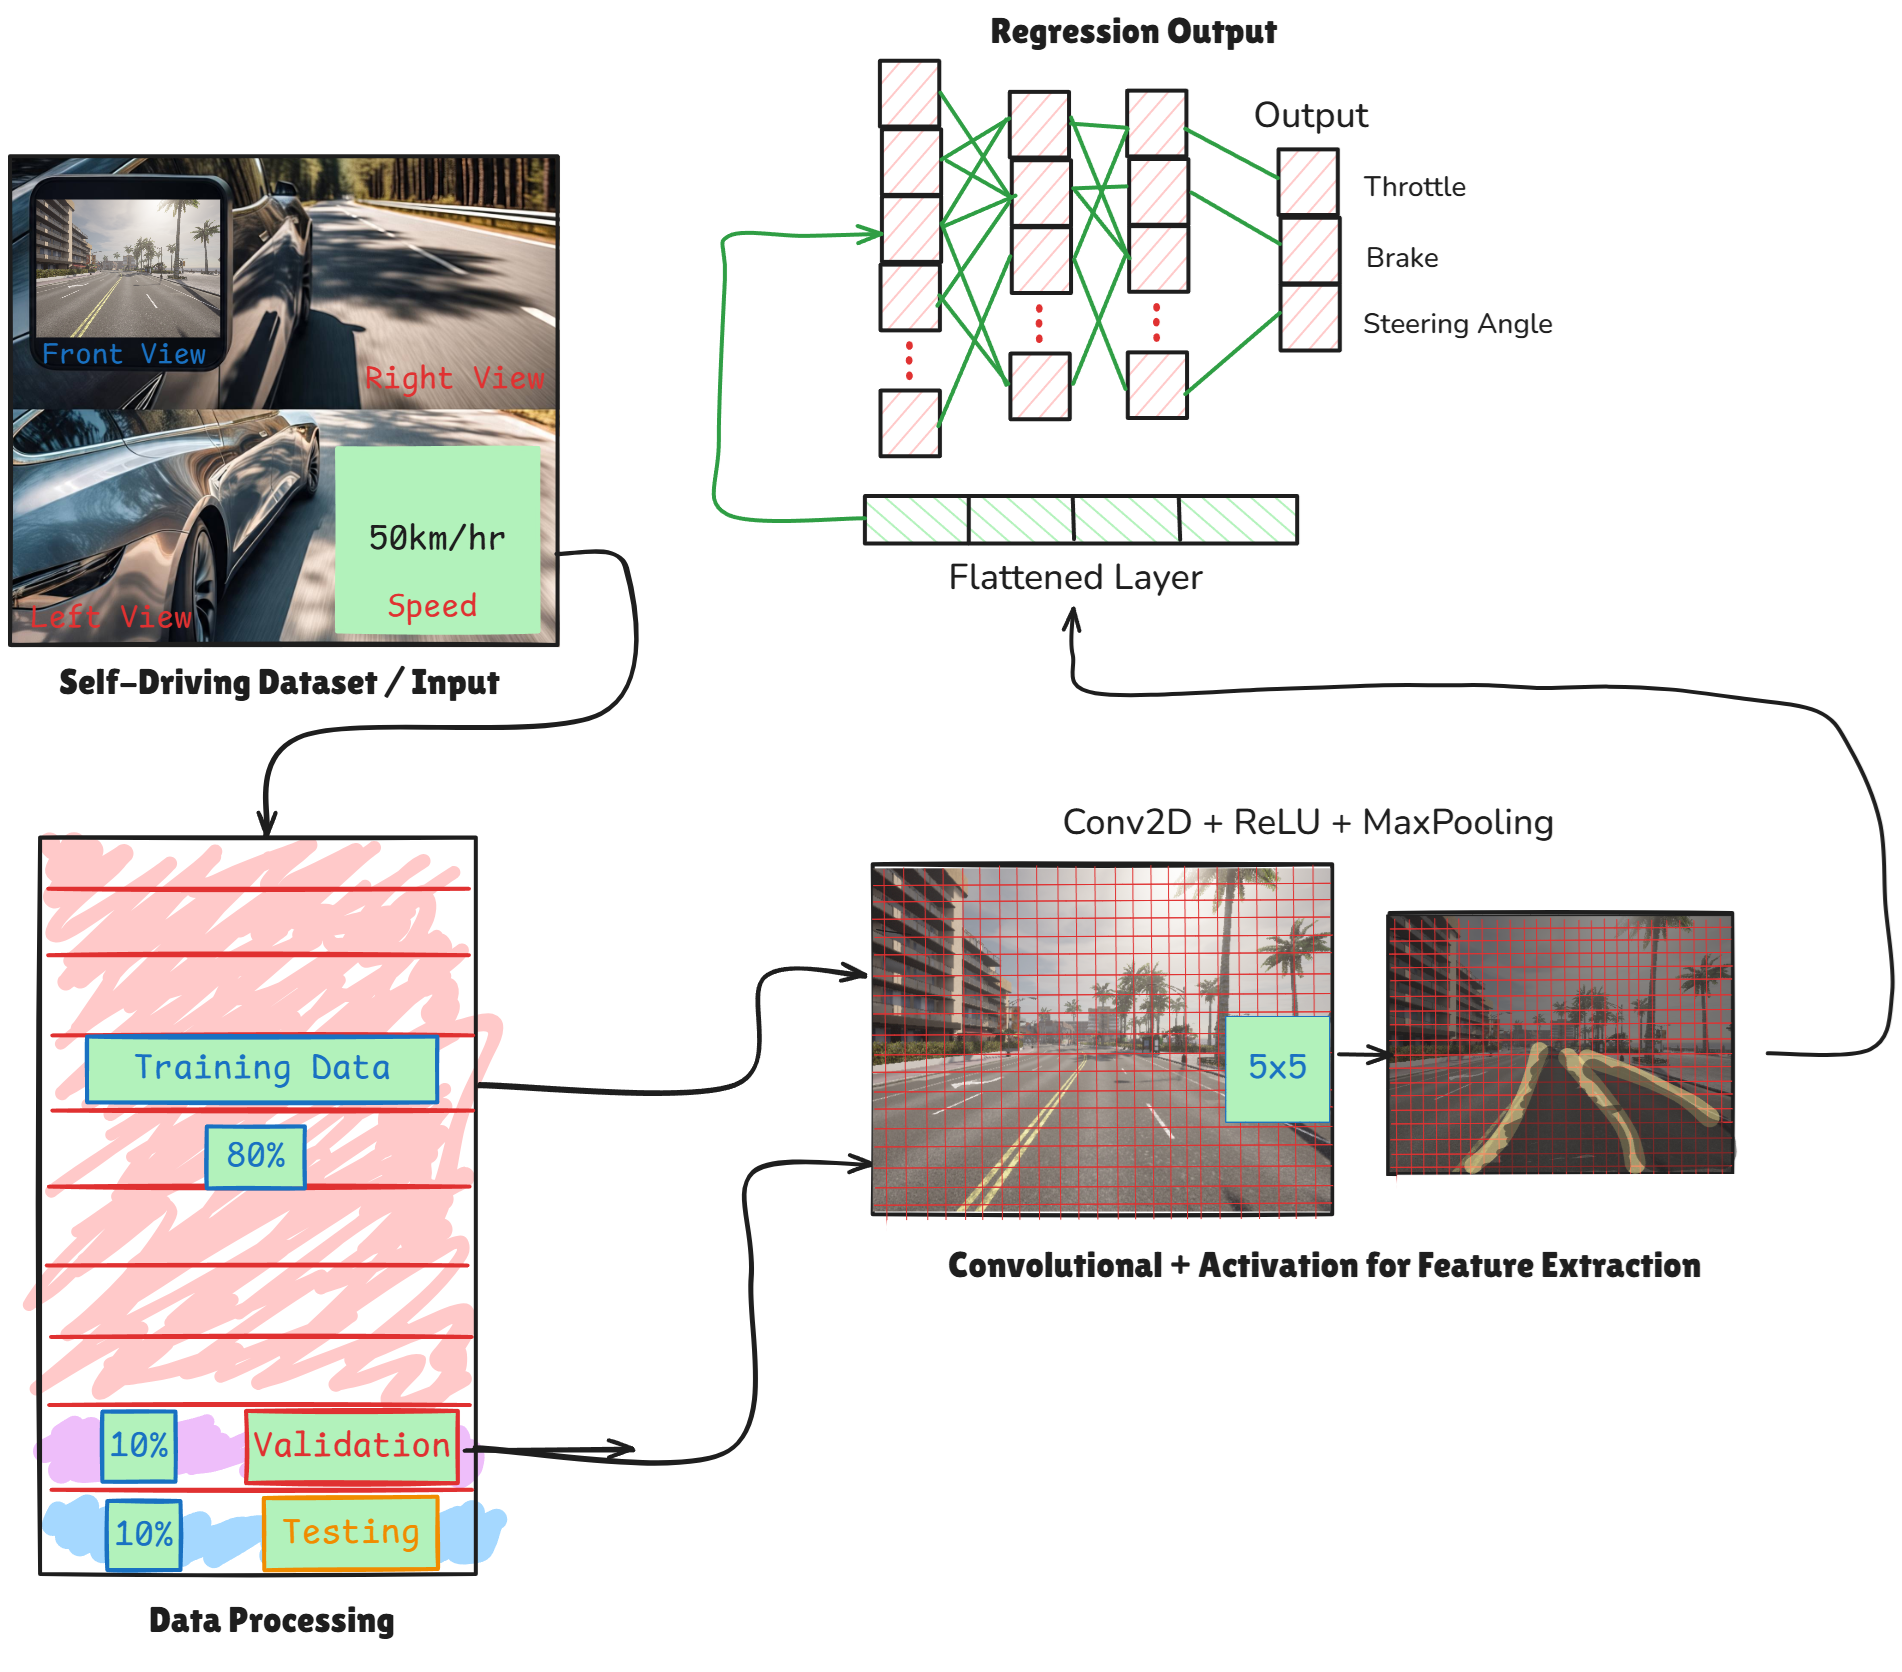 Regression Output
Output
Throttle
Brake
Steering Angle
Front View
Right View
50km/hr
Speed
Left View
Self-Driving Dataset / Input
Flattened Layer
Conv2D + ReLU + MaxPooling
5x5
Convolutional + Activation for Feature Extraction
Training Data
80%
10% Validation
10% Testing
Data Processing